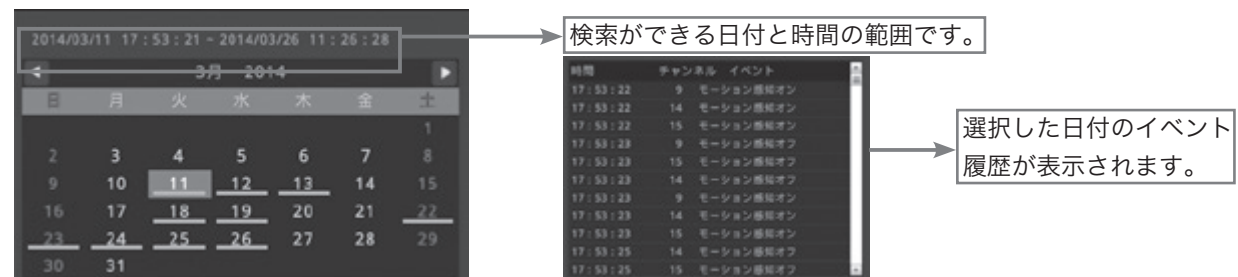 2014/03/11 17:53:21 ~ 2014/03/26 11:26:28
3月 2014
日 月 火 水 木 金 土
1
2 3 4 5 6 7 8
9 10 11 12 13 14 15
16 17 18 19 20 21 22
23 24 25 26 27 28 29
30 31
検索ができる日付と時間の範囲です。
時間 チャンネル イベント
17:53:22 9 モーション感知オン
17:53:22 14 モーション感知オン
17:53:22 15 モーション感知オン
17:53:23 9 モーション感知オフ
17:53:23 15 モーション感知オフ
17:53:23 14 モーション感知オフ
17:53:23 9 モーション感知オン
17:53:23 14 モーション感知オン
17:53:23 15 モーション感知オン
17:53:25 14 モーション感知オフ
17:53:25 15 モーション感知オフ
選択した日付のイベント
履歴が表示されます。